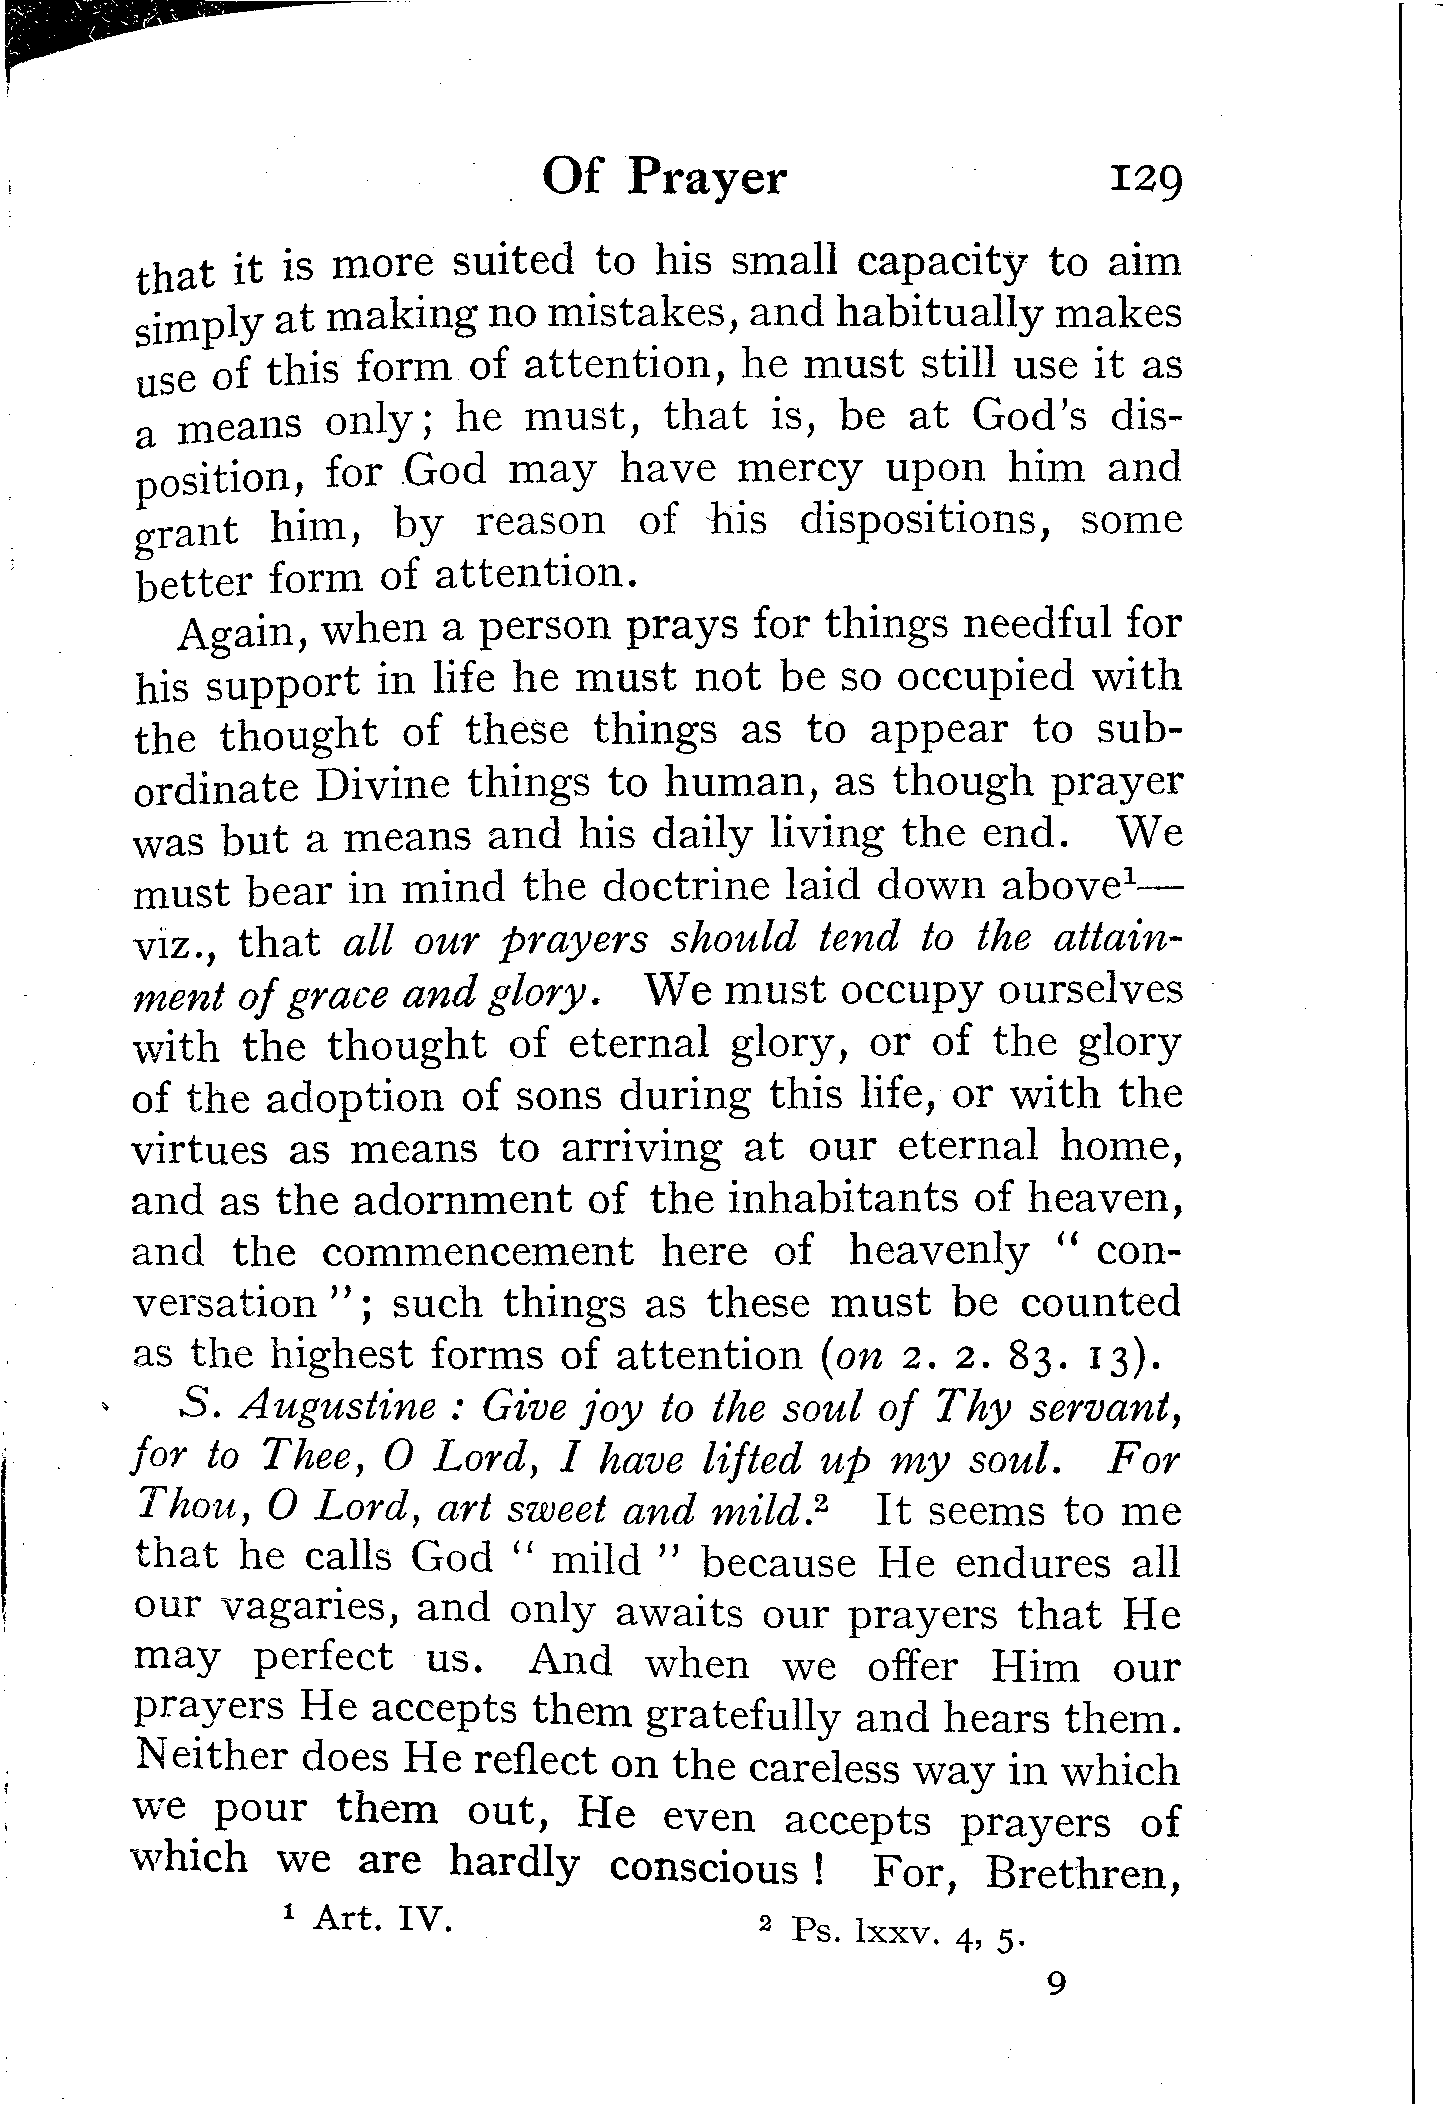 Of Prayer 129
that it is more suited to his small capacity to aim
simply at making no mistakes, and habitually makes
use of this form of attention, he must still use it as
a means only; he must, that is, be at God's dis-
position, for God may have mercy upon him and
grant him, by reason of his dispositions, some
better form of attention.
Again, when a person prays for things needful for
his support in life he must not be so occupied with
the thought of these things as to appear to sub-
ordinate Divine things to human, as though prayer
was but a means and his daily living the end. We
must bear in mind the doctrine laid down above¹—
viz., that all our prayers should tend to the attain-
ment of grace and glory. We must occupy ourselves
with the thought of eternal glory, or of the glory
of the adoption of sons during this life, or with the
virtues as means to arriving at our eternal home,
and as the adornment of the inhabitants of heaven,
and the commencement here of heavenly “ con-
versation ”; such things as these must be counted
as the highest forms of attention (on 2. 2. 83. 13).
S. Augustine : Give joy to the soul of Thy servant,
for to Thee, O Lord, I have lifted up my soul. For
Thou, O Lord, art sweet and mild.² It seems to me
that he calls God “ mild ” because He endures all
our vagaries, and only awaits our prayers that He
may perfect us. And when we offer Him our
prayers He accepts them gratefully and hears them.
Neither does He reflect on the careless way in which
we pour them out, He even accepts prayers of
which we are hardly conscious ! For, Brethren,
¹ Art. IV. ² Ps. lxxv. 4, 5.
9